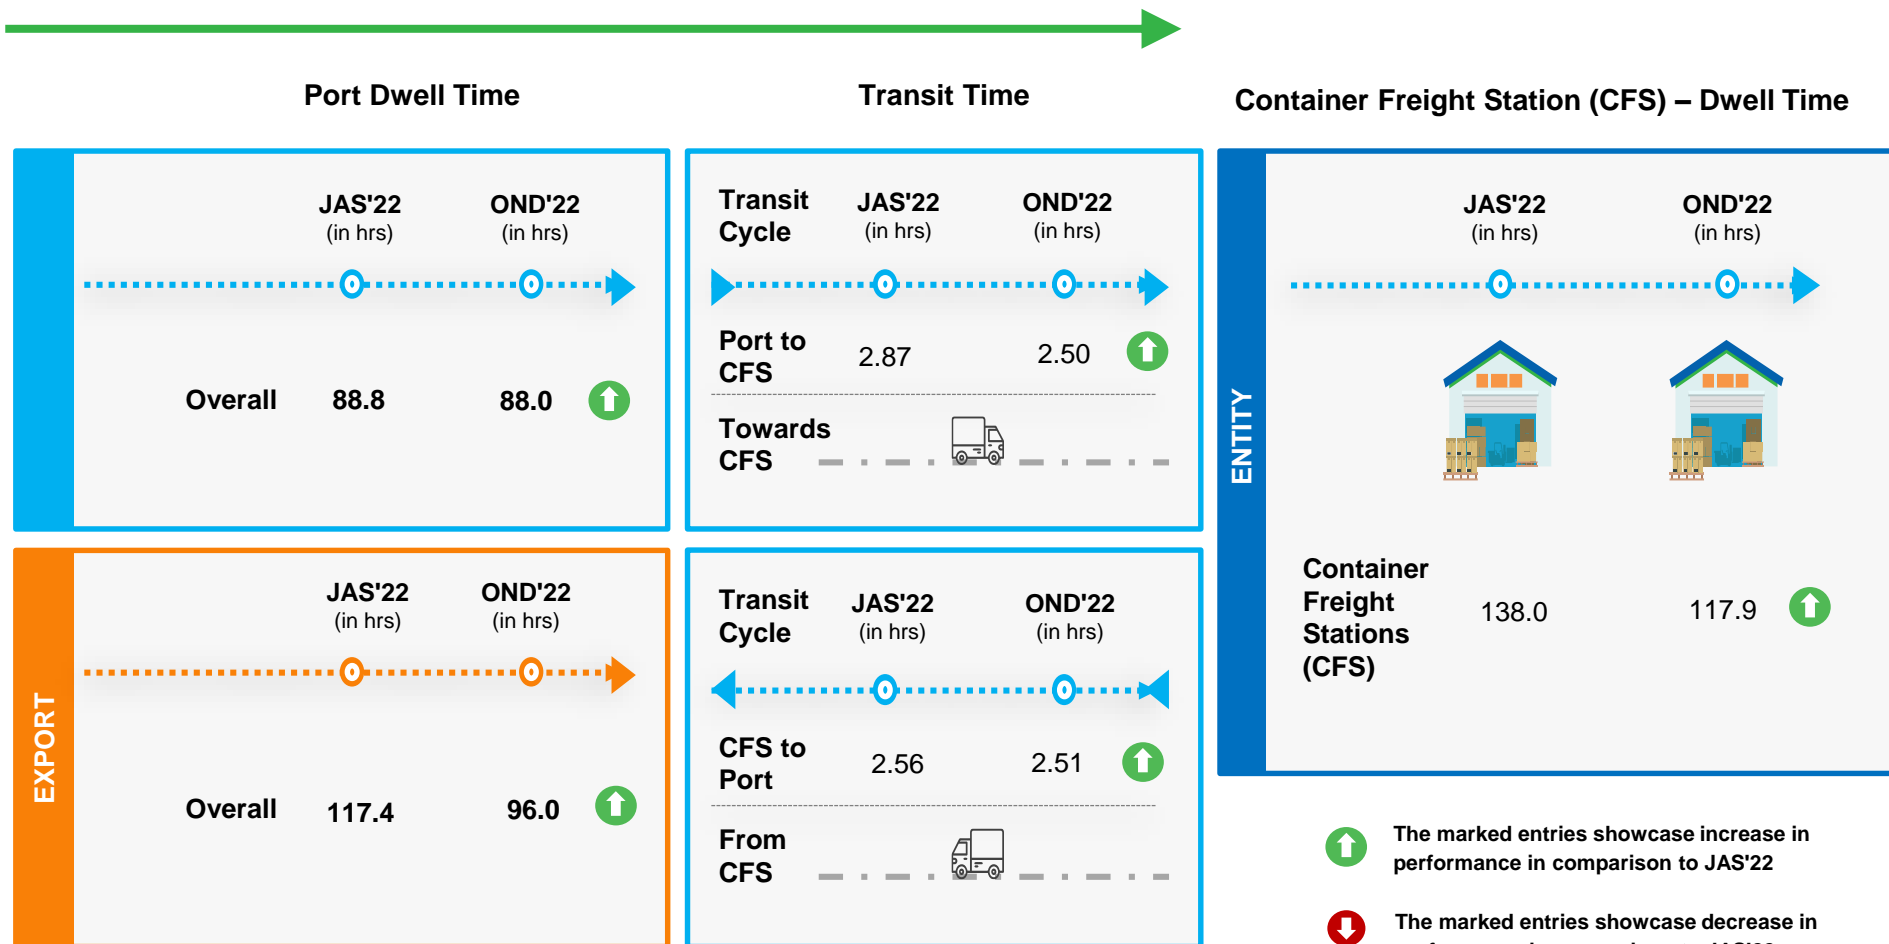 Port Dwell Time
Transit Time
Container Freight Station (CFS) – Dwell Time
JAS'22
(in hrs)
OND'22
(in hrs)
Overall
88.8
88.0
Transit
Cycle
JAS'22
(in hrs)
OND'22
(in hrs)
Port to
CFS
2.87
2.50
Towards
CFS
ENTITY
JAS'22
(in hrs)
OND'22
(in hrs)
Container
Freight
Stations
(CFS)
138.0
117.9
EXPORT
JAS'22
(in hrs)
OND'22
(in hrs)
Overall
117.4
96.0
Transit
Cycle
JAS'22
(in hrs)
OND'22
(in hrs)
CFS to
Port
2.56
2.51
From
CFS
The marked entries showcase increase in
performance in comparison to JAS'22
The marked entries showcase decrease in